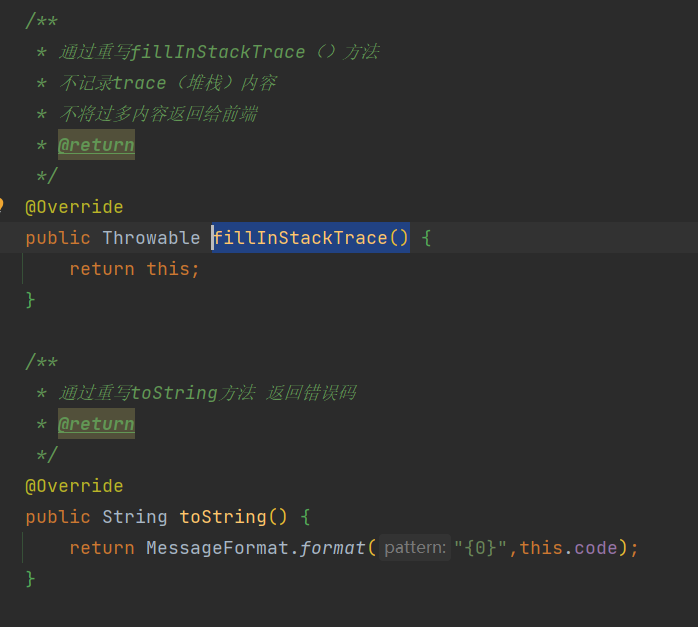 /**
 * 通过重写fillInStackTrace（）方法
 * 不记录trace（堆栈）内容
 * 不将过多内容返回给前端
 * @return
 */
@Override
public Throwable fillInStackTrace() {
    return this;
}
/**
 * 通过重写toString方法 返回错误码
 * @return
 */
@Override
public String toString() {
    return MessageFormat.format( pattern: "{0}",this.code);
}